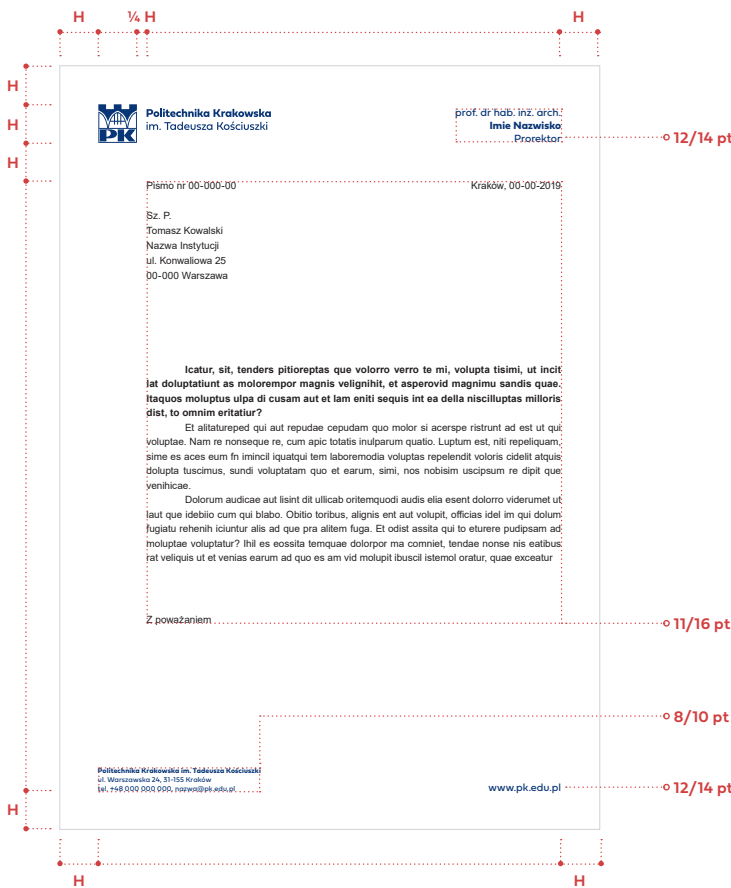 H
¼ H
H
H
H
H
Politechnika Krakowska
im. Tadeusza Kościuszki
PK
prof. dr hab. inż. arch.
Imie Nazwisko
Prorektor
12/14 pt
Pismo nr 00-000-00
Kraków, 00-00-2019
Sz. P.
Tomasz Kowalski
Nazwa Instytucji
ul. Konwaliowa 25
00-000 Warszawa
Icatur, sit, tenders pitioreptas que volorro verro te mi, volupta tisimi, ut incit
lat doluptatiunt as molorempor magnis velignihit, et asperovid magnimu sandis quae.
Itaquos moluptus ulpa di cusam aut et lam eniti sequis int ea della niscilluptas milloris
dist, to omnim eritatiur?
Et alitatureped qui aut repudae cepudam quo molor si acerspe ristrunt ad est ut qui
voluptae. Nam re nonseque re, cum apic totatis inulparum quatio. Luptum est, niti repeliquam,
sime es aces eum fn imincil iquatqui tem laboremodia voluptas repelendit voloris cidelit atquis
dolupta tuscimus, sundi voluptatam quo et earum, simi, nos nobisim uscipsum re dipit que
venihicae.
Dolorum audicae aut lisint dit ullicab oritemquodi audis elia esent dolorro viderumet ut
laut que idebiio cum qui blabo. Obitio toribus, alignis ent aut volupit, officias idel im qui dolum
fugiatu rehenih iciuntur alis ad que pra alitem fuga. Et odist assita qui to eturere pudipsam ad
moluptae voluptatur? Ihil es eossita temquae dolorpor ma comniet, tendae nonse nis eatibus
rat veliquis ut et venias earum ad quo es am vid molupit ibuscil istemol oratur, quae exceatur
Z poważaniem
11/16 pt
8/10 pt
Politechnika Krakowska im. Tadeusza Kościuszki
ul. Warszawska 24, 31-155 Kraków
tel. +48 000 000 000, nazwa@pk.edu.pl
www.pk.edu.pl
12/14 pt
H
H
H